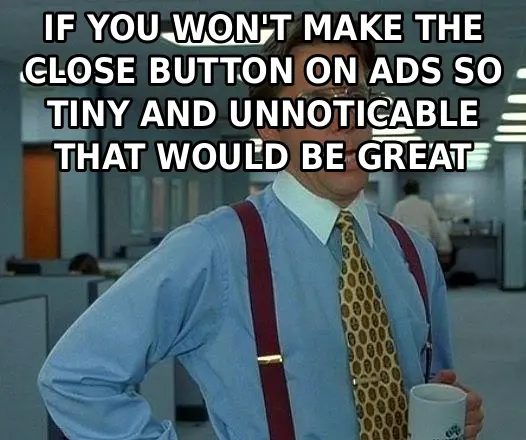 IF YOU WON'T MAKE THE
CLOSE BUTTON ON ADS SO
TINY AND UNNOTICABLE
THAT WOULD BE GREAT